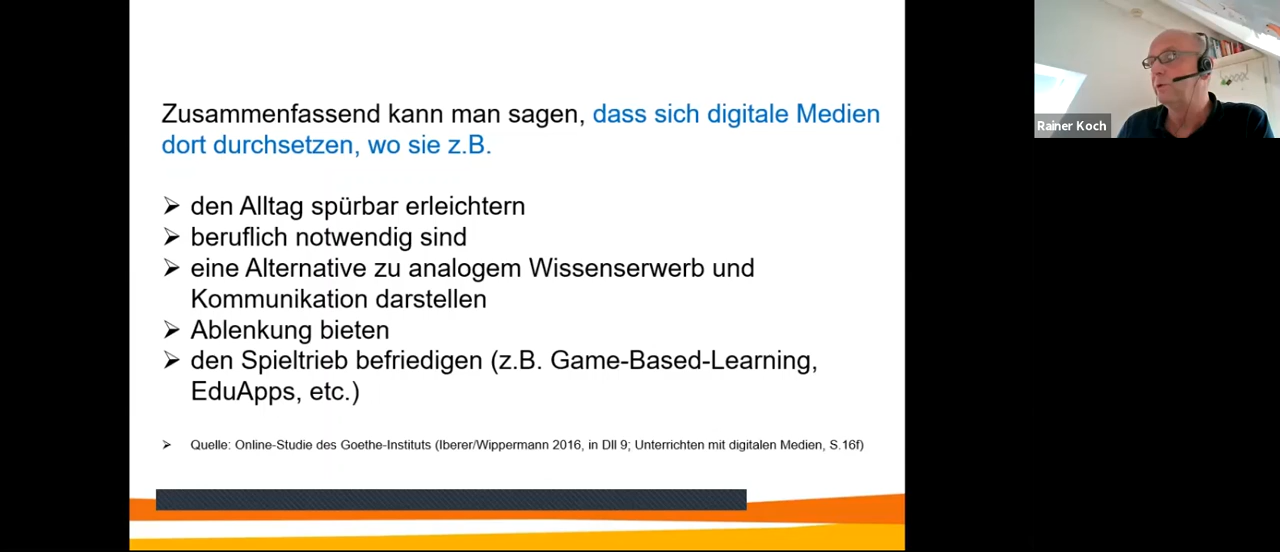 Zusammenfassend kann man sagen, dass sich digitale Medien
dort durchsetzen, wo sie z.B.
➢ den Alltag spürbar erleichtern
➢ beruflich notwendig sind
➢ eine Alternative zu analogem Wissenserwerb und
Kommunikation darstellen
➢ Ablenkung bieten
➢ den Spieltrieb befriedigen (z.B. Game-Based-Learning,
EduApps, etc.)
➢ Quelle: Online-Studie des Goethe-Instituts (Iberer/Wippermann 2016, in Dll 9; Unterrichten mit digitalen Medien, S.16f)
Rainer Koch